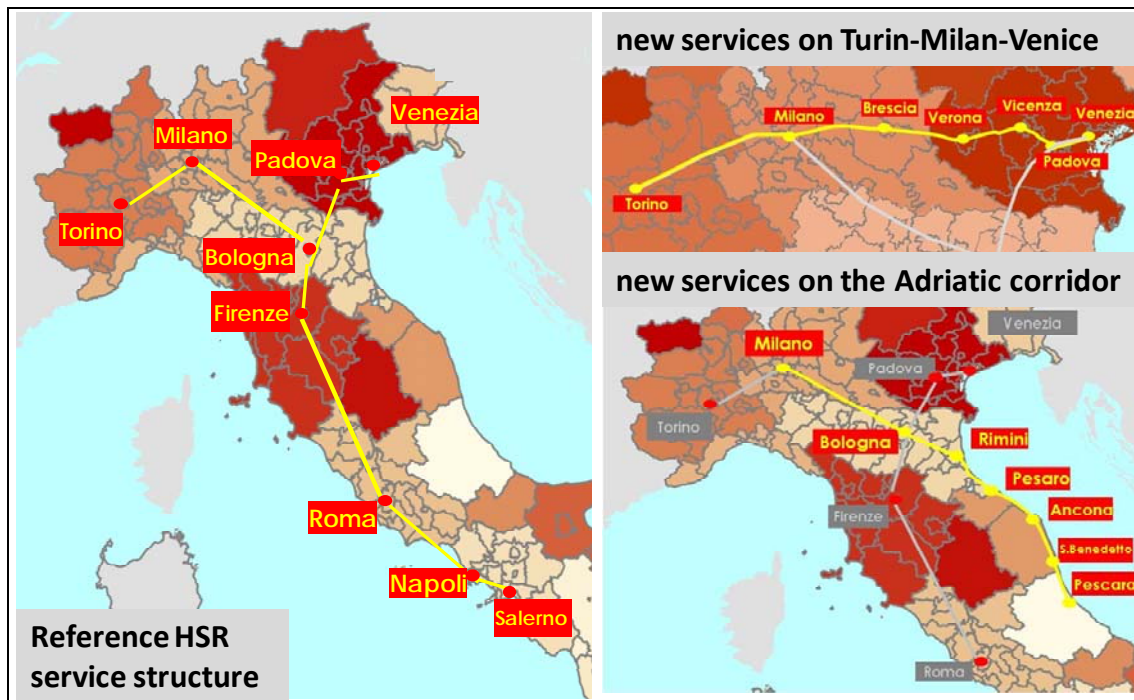 Venezia
Milano
Padova
Torino
Bologna
Firenze
Roma
Napoli
Salerno
Reference HSR
service structure
new services on Turin-Milan-Venice
Milano
Brescia
Verona
Vicenza
Venezia
Padova
Torino
new services on the Adriatic corridor
Venezia
Milano
Padova
Torino
Bologna
Rimini
Pesaro
Firenze
Ancona
S.Benedetto
Pescara
Roma